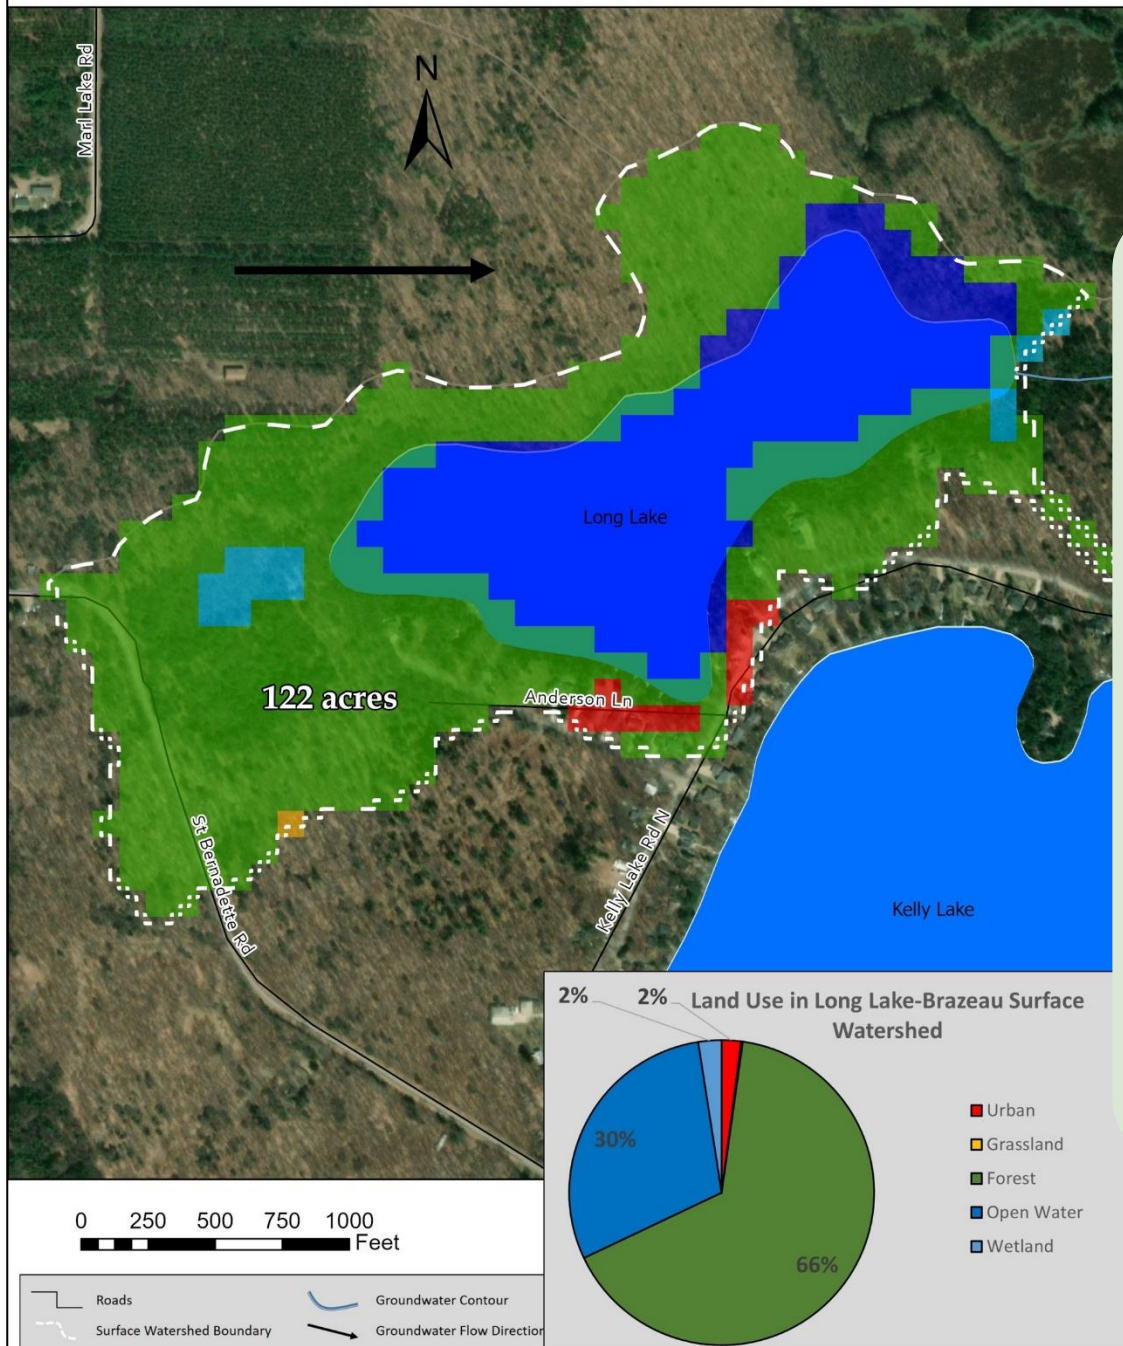 Marl Lake Rd
N
Long Lake
122 acres
Anderson Ln
St Bernadette Rd
Kelly Lake Rd N
Kelly Lake
2%
2%
Land Use in Long Lake-Brazeau Surface
Watershed
30%
66%
Urban
Grassland
Forest
Open Water
Wetland
0 250 500 750 1000
Feet
Roads
Groundwater Contour
Surface Watershed Boundary
Groundwater Flow Direction